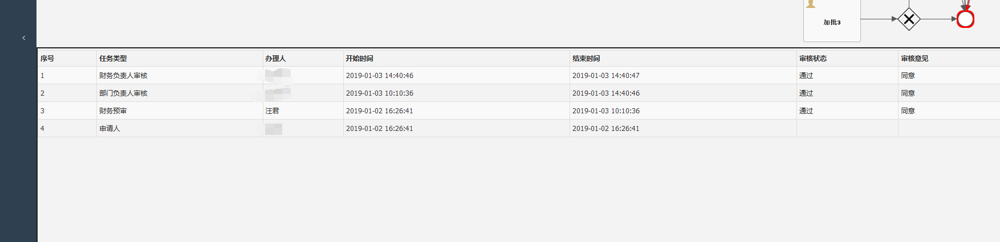 加批3
<
序号 任务类型 办理人 开始时间 结束时间 审核状态 审核意见
1 财务负责人审核 2019-01-03 14:40:46 2019-01-03 14:40:47 通过 同意
2 部门负责人审核 2019-01-03 10:10:36 2019-01-03 14:40:46 通过 同意
3 财务预审 汪君 2019-01-02 16:26:41 2019-01-03 10:10:36 通过 同意
4 申请人 2019-01-02 16:26:41 2019-01-02 16:26:41